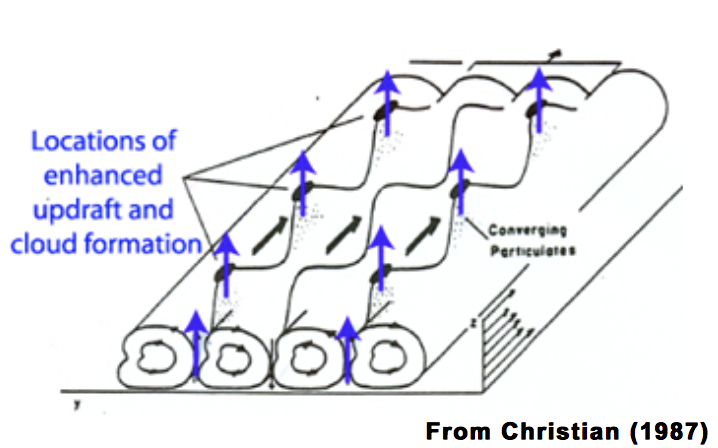 Locations of
enhanced
updraft and
cloud formation
Converging
Particulates
z
y
From Christian (1987)